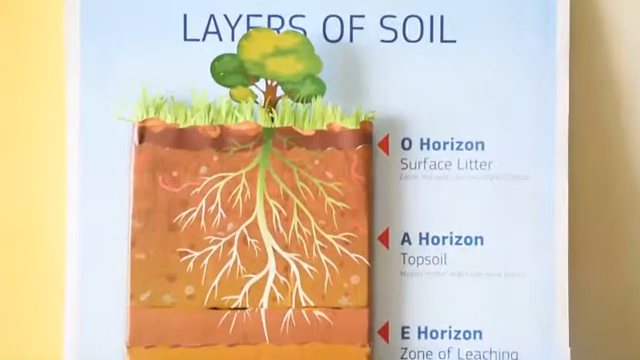 LAYERS OF SOIL
O Horizon
Surface Litter
A Horizon
Topsoil
E Horizon
Zone of Leaching